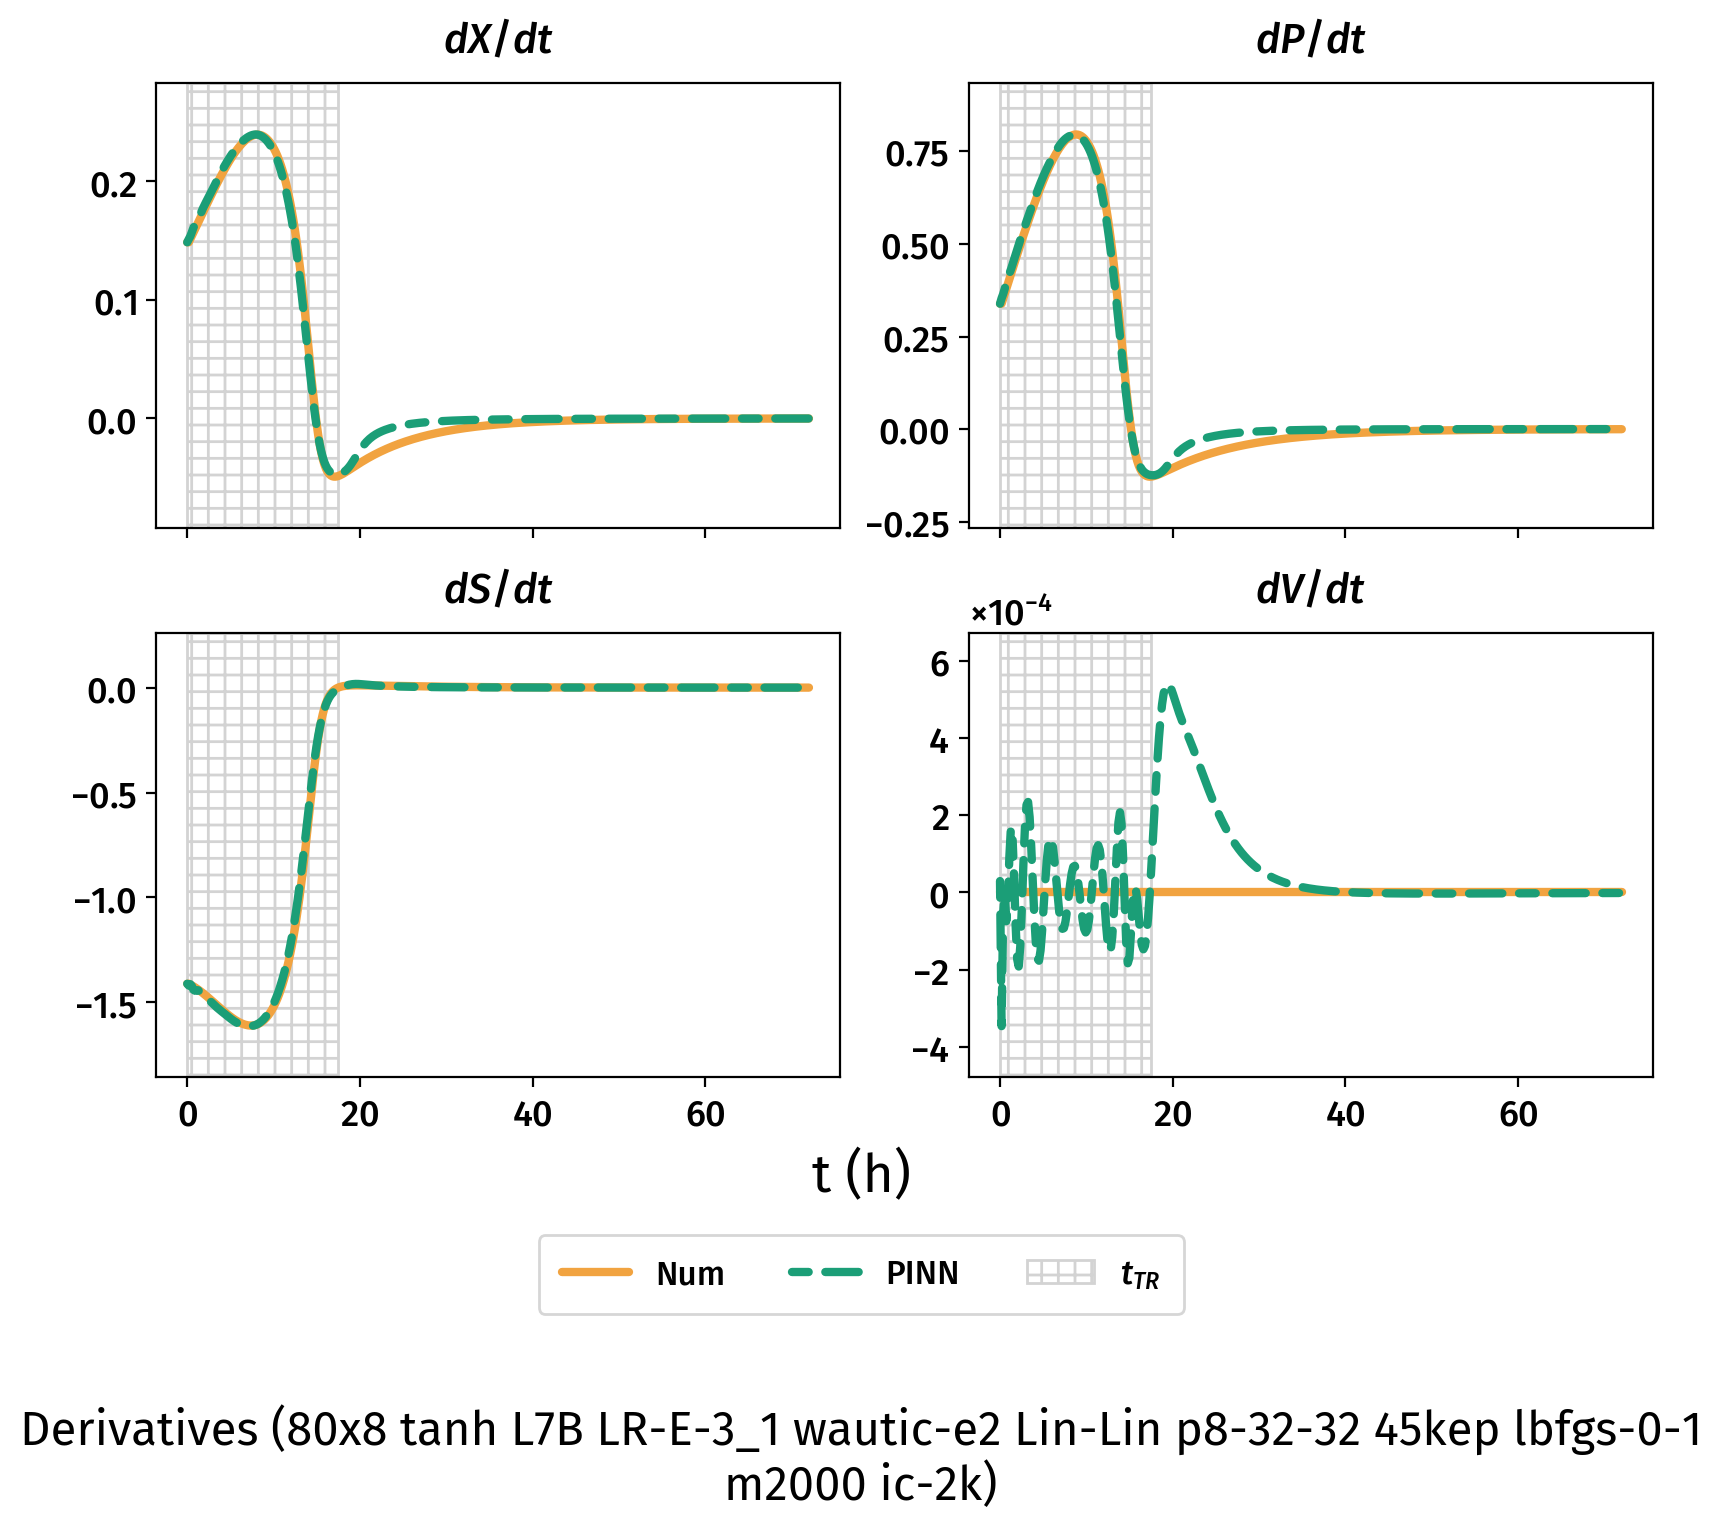 dX/dt
dP/dt
0.2
0.1
0.0
0.75
0.50
0.25
0.00
−0.25
dS/dt
dV/dt
×10⁻⁴
0.0
−0.5
−1.0
−1.5
6
4
2
0
−2
−4
0 20 40 60
0 20 40 60
t (h)
Num PINN t_TR
Derivatives (80x8 tanh L7B LR-E-3_1 wautic-e2 Lin-Lin p8-32-32 45kep lbfgs-0-1
m2000 ic-2k)